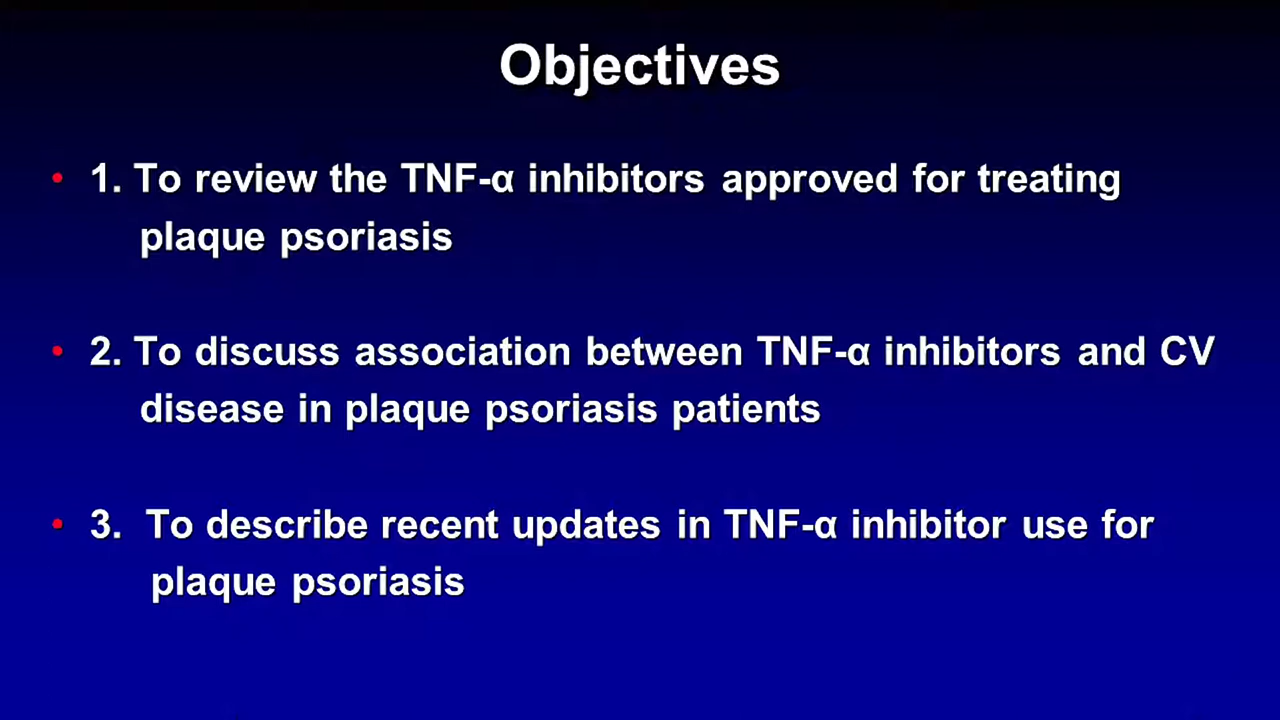 Objectives
• 1. To review the TNF-α inhibitors approved for treating
plaque psoriasis
• 2. To discuss association between TNF-α inhibitors and CV
disease in plaque psoriasis patients
• 3. To describe recent updates in TNF-α inhibitor use for
plaque psoriasis